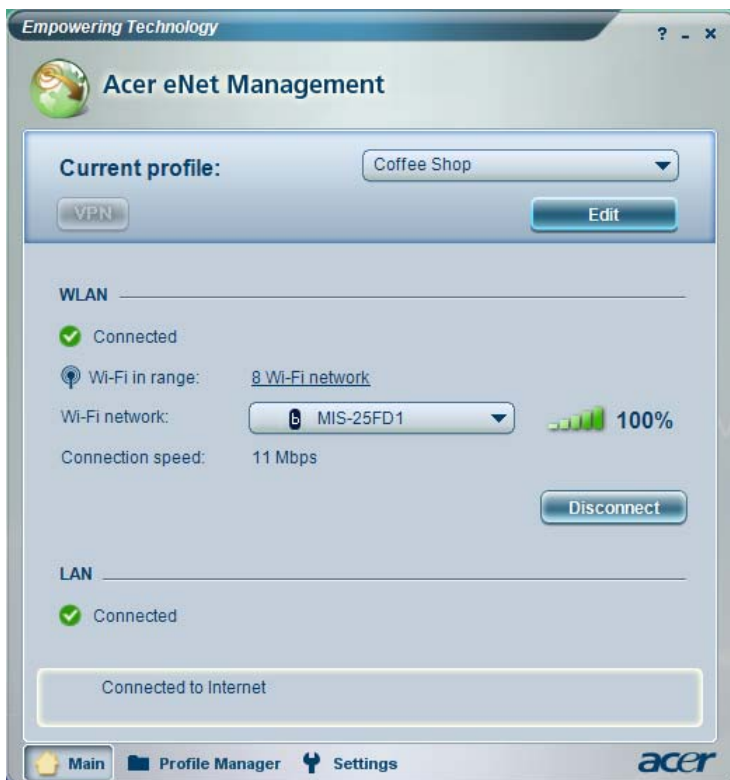 Empowering Technology
? - x
Acer eNet Management
Current profile: Coffee Shop
VPN Edit
WLAN
Connected
Wi-Fi in range: 8 Wi-Fi network
Wi-Fi network: b MIS-25FD1 100%
Connection speed: 11 Mbps
Disconnect
LAN
Connected
Connected to Internet
Main Profile Manager Settings acer